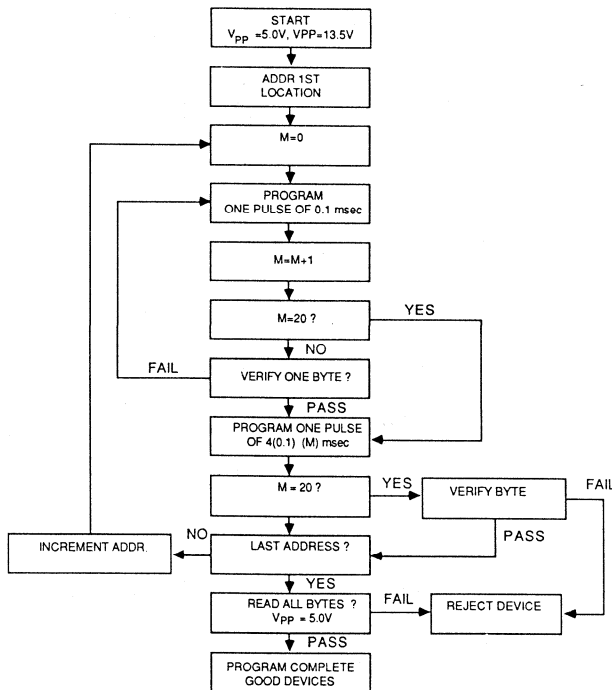 START
VPP =5.0V, VPP=13.5V
ADDR 1ST
LOCATION
M=0
PROGRAM
ONE PULSE OF 0.1 msec
M=M+1
M=20 ?
YES
NO
FAIL
VERIFY ONE BYTE ?
PASS
PROGRAM ONE PULSE
OF 4(0.1) (M) msec
M = 20 ?
YES
VERIFY BYTE
FAIL
PASS
INCREMENT ADDR.
NO
LAST ADDRESS ?
YES
READ ALL BYTES ?
VPP = 5.0V
FAIL
REJECT DEVICE
PASS
PROGRAM COMPLETE
GOOD DEVICES